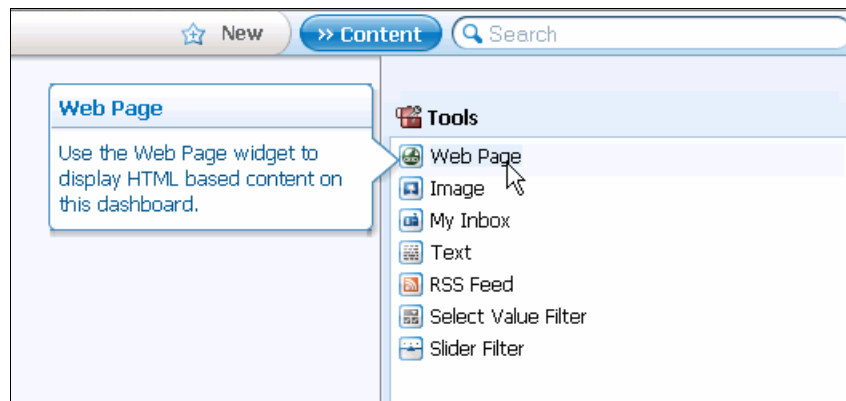 New
>> Content
Search
Web Page
Use the Web Page widget to
display HTML based content on
this dashboard.
Tools
Web Page
Image
My Inbox
Text
RSS Feed
Select Value Filter
Slider Filter